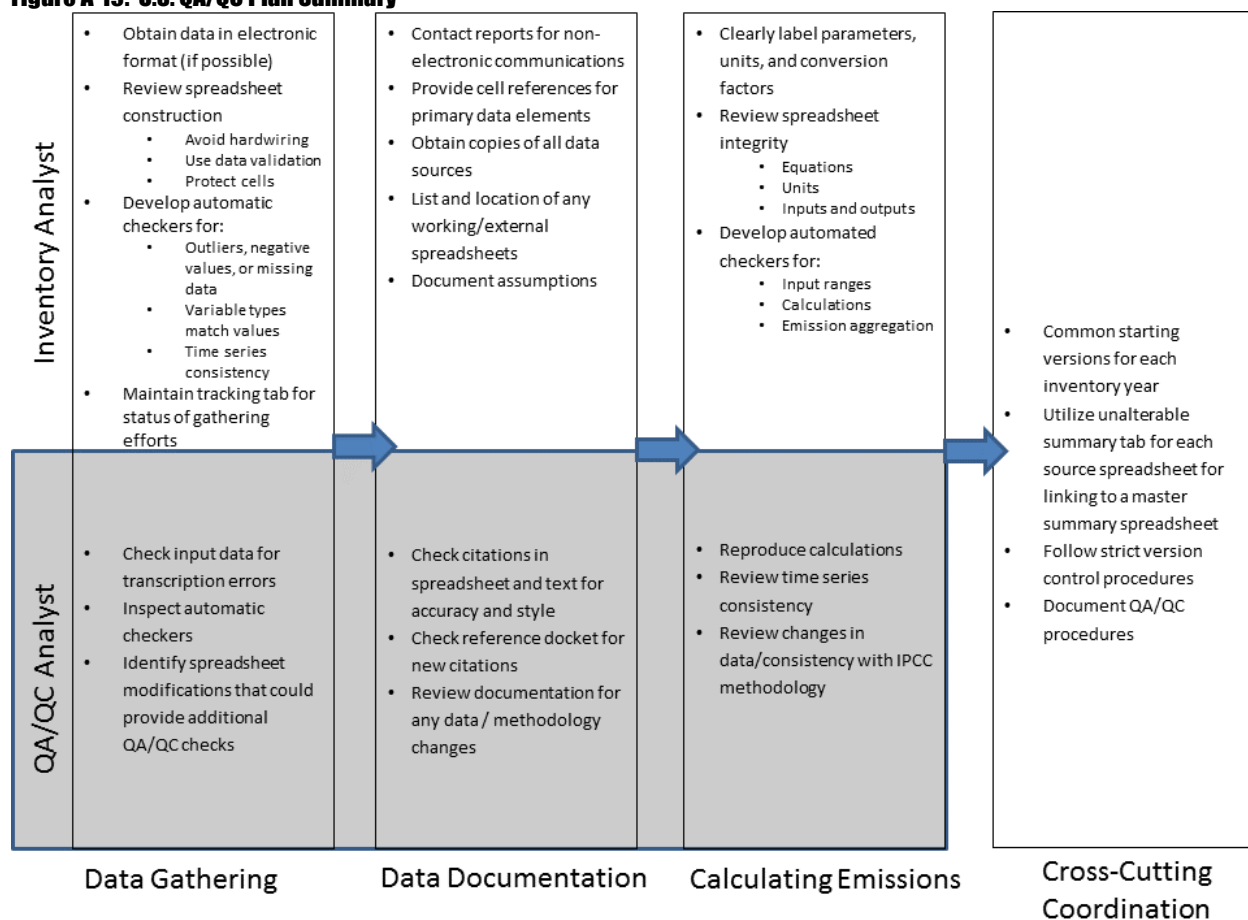 Figure A-15: U.S. QA/QC Plan Summary
Inventory Analyst
• Obtain data in electronic
format (if possible)
• Review spreadsheet
construction
• Avoid hardwiring
• Use data validation
• Protect cells
• Develop automatic
checkers for:
• Outliers, negative
values, or missing
data
• Variable types
match values
• Time series
consistency
• Maintain tracking tab for
status of gathering
efforts
• Contact reports for non-
electronic communications
• Provide cell references for
primary data elements
• Obtain copies of all data
sources
• List and location of any
working/external
spreadsheets
• Document assumptions
• Clearly label parameters,
units, and conversion
factors
• Review spreadsheet
integrity
• Equations
• Units
• Inputs and outputs
• Develop automated
checkers for:
• Input ranges
• Calculations
• Emission aggregation
QA/QC Analyst
• Check input data for
transcription errors
• Inspect automatic
checkers
• Identify spreadsheet
modifications that could
provide additional
QA/QC checks
• Check citations in
spreadsheet and text for
accuracy and style
• Check reference docket for
new citations
• Review documentation for
any data / methodology
changes
• Reproduce calculations
• Review time series
consistency
• Review changes in
data/consistency with IPCC
methodology
• Common starting
versions for each
inventory year
• Utilize unalterable
summary tab for each
source spreadsheet for
linking to a master
summary spreadsheet
• Follow strict version
control procedures
• Document QA/QC
procedures
Data Gathering
Data Documentation
Calculating Emissions
Cross-Cutting
Coordination